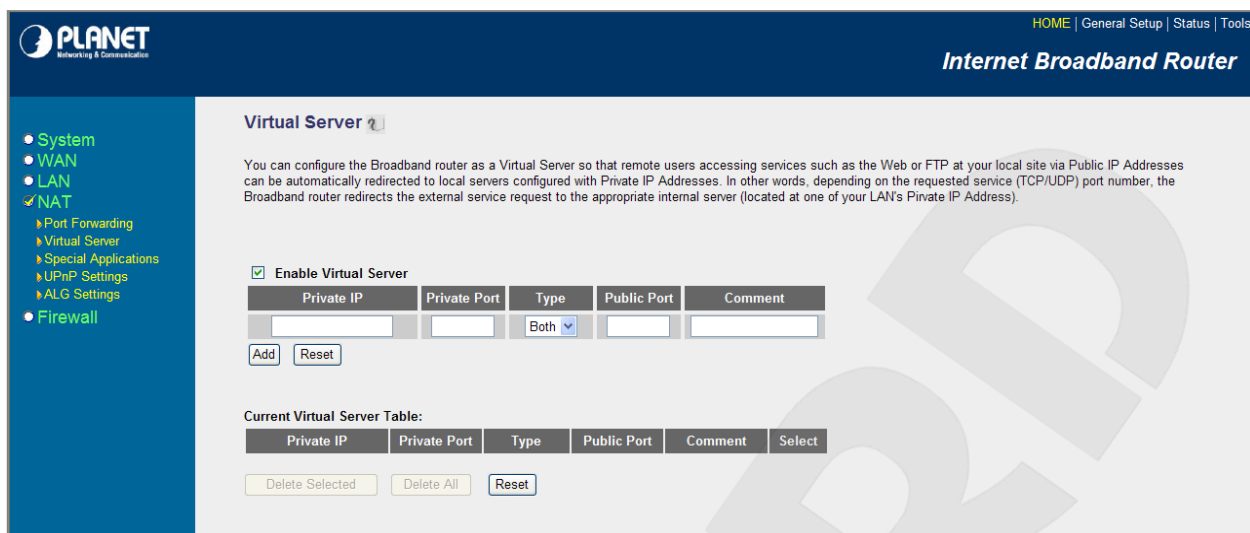 PLANET
Networking & Communication
HOME | General Setup | Status | Tools
Internet Broadband Router
System
WAN
LAN
NAT
Port Forwarding
Virtual Server
Special Applications
UPnP Settings
ALG Settings
Firewall
Virtual Server
You can configure the Broadband router as a Virtual Server so that remote users accessing services such as the Web or FTP at your local site via Public IP Addresses
can be automatically redirected to local servers configured with Private IP Addresses. In other words, depending on the requested service (TCP/UDP) port number, the
Broadband router redirects the external service request to the appropriate internal server (located at one of your LAN's Pivate IP Address).
Enable Virtual Server
Private IP Private Port Type Public Port Comment
Both
Add Reset
Current Virtual Server Table:
Private IP Private Port Type Public Port Comment Select
Delete Selected Delete All Reset